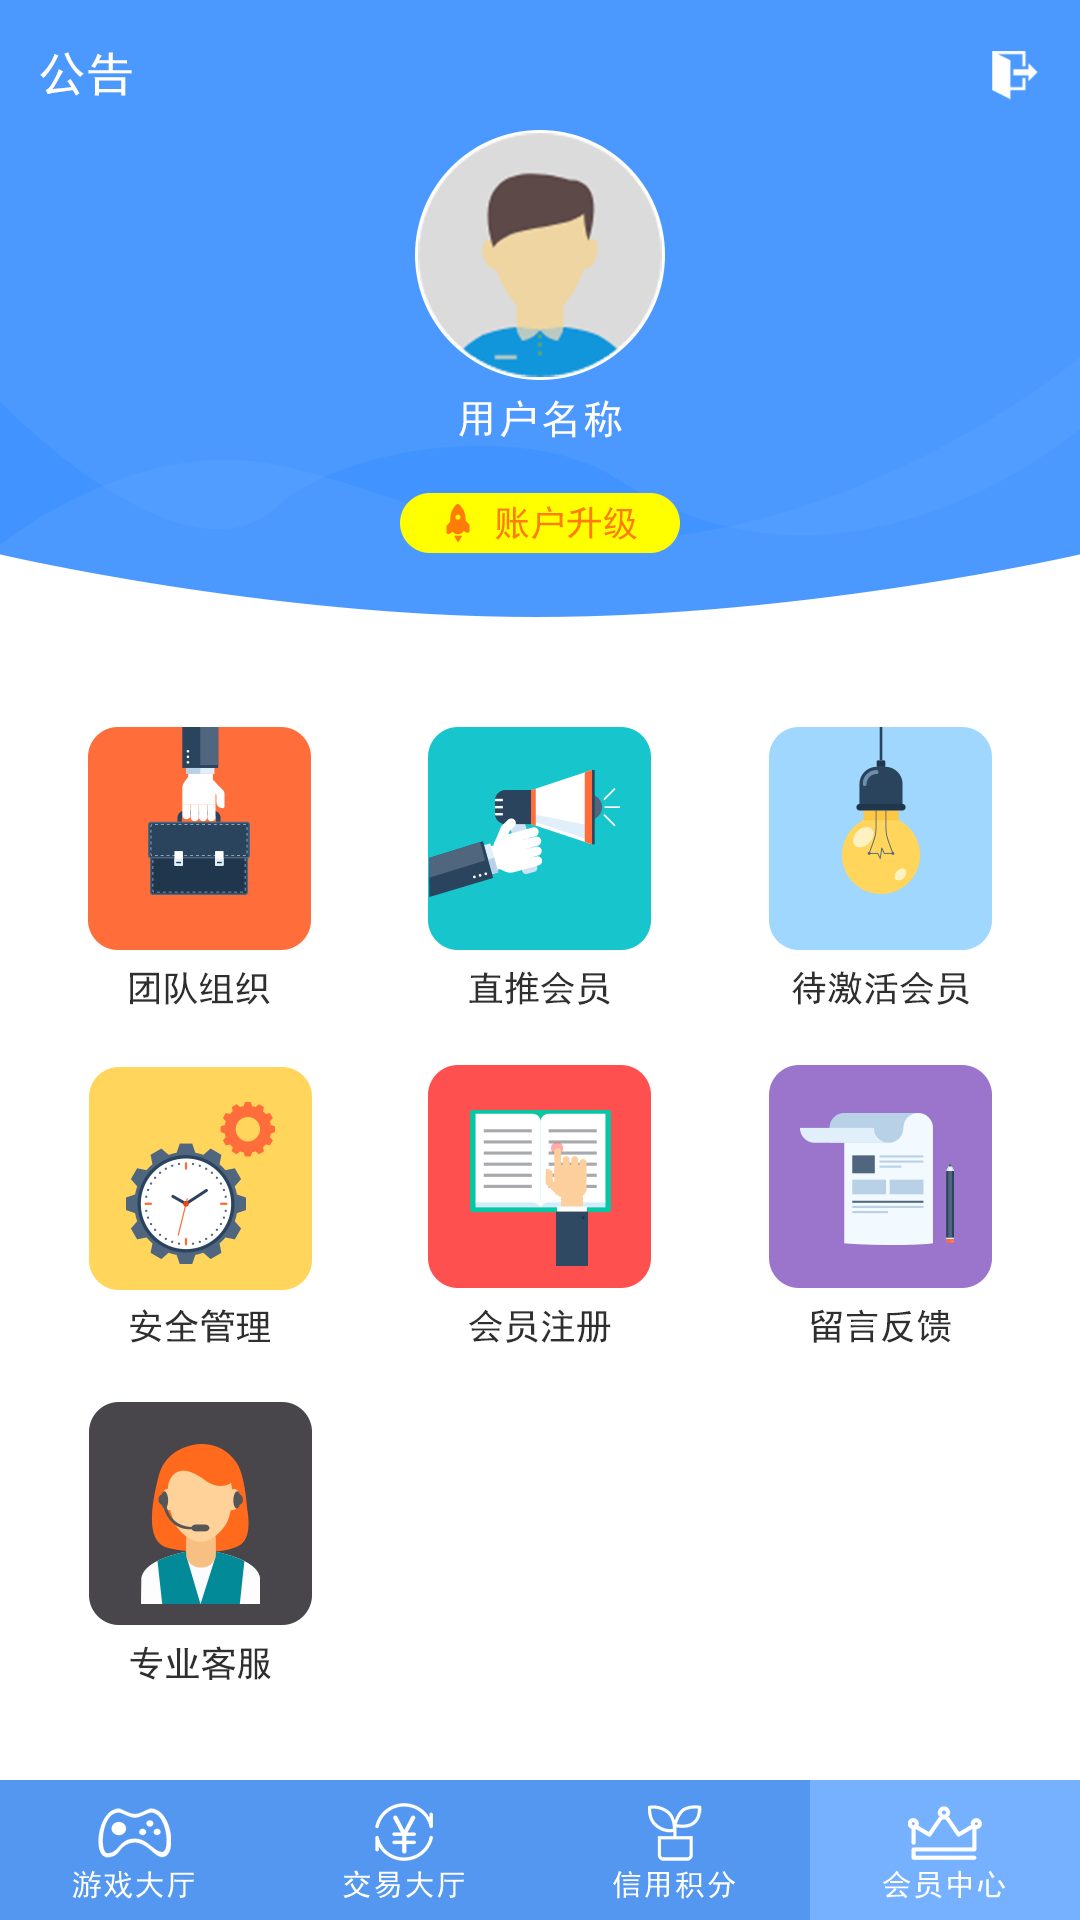 公告
用户名称
账户升级
团队组织
直推会员
待激活会员
安全管理
会员注册
留言反馈
专业客服
游戏大厅
交易大厅
信用积分
会员中心